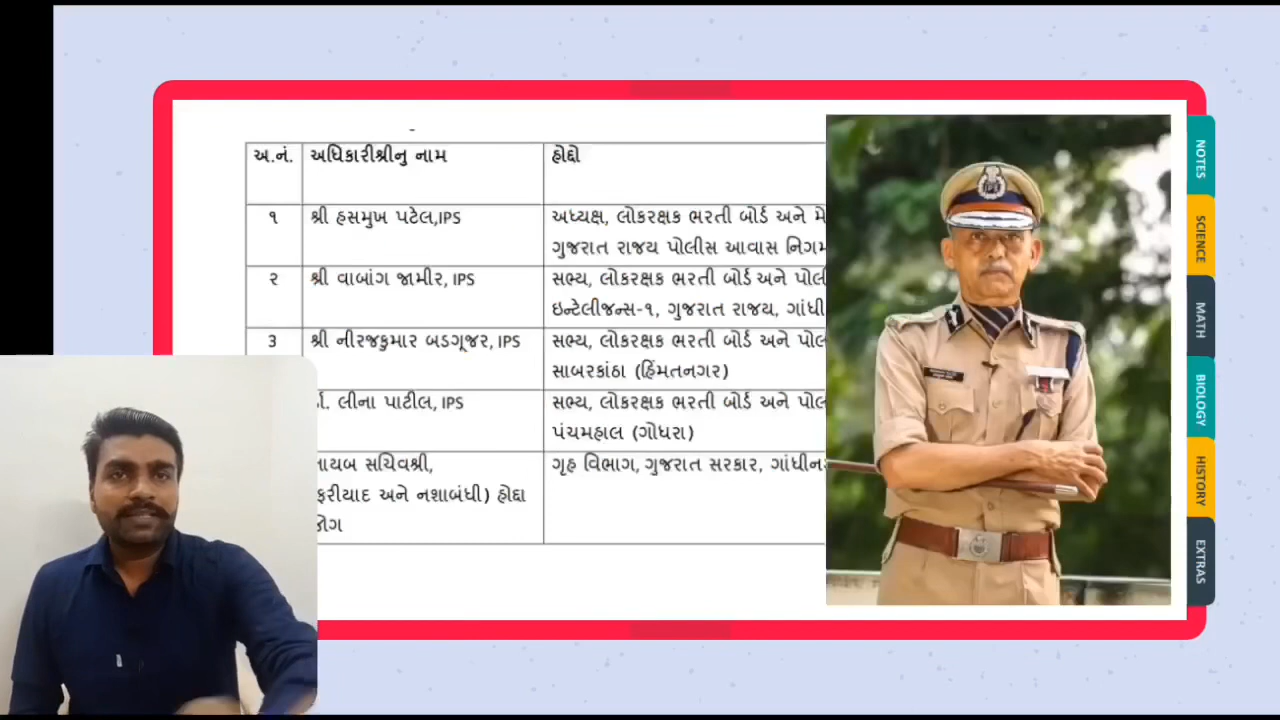 અ.નં. અધિકારીશ્રીનુ નામ હોદ્દો
૧ શ્રી હસમુખ પટેલ,IPS અધ્યક્ષ, લોકરક્ષક ભરતી બોર્ડ અને
ગુજરાત રાજય પોલીસ આવાસ
૨ શ્રી વાબાંગ જામીર, IPS સભ્ય, લોકરક્ષક ભરતી બોર્ડ અને
ઇન્ટેલીજન્સ-૧, ગુજરાત રાજય,
3 શ્રી નીરજકુમાર બડગૂજર, IPS સભ્ય, લોકરક્ષક ભરતી બોર્ડ અને
સાબરકાંઠા (હિંમતનગર)
લીના પાટીલ, IPS સભ્ય, લોકરક્ષક ભરતી બોર્ડ અને
પંચમહાલ (ગોધરા)
સચિવશ્રી, ગૃહ વિભાગ, ગુજરાત સરકાર,
અને નશાબંધી) હોદ્દા
NOTES
SCIENCE
MATH
BIOLOGY
HISTORY
EXTRAS